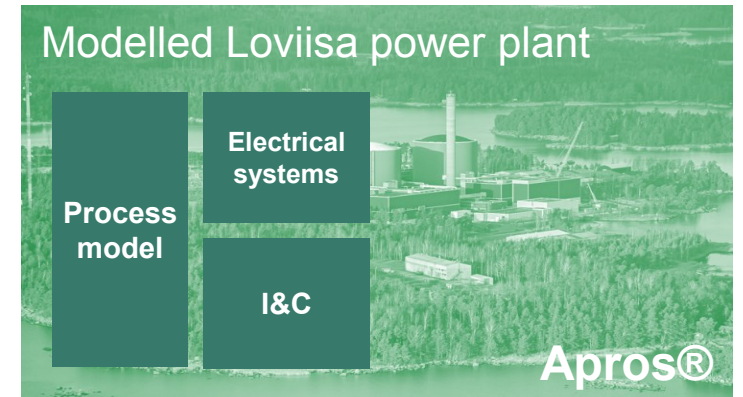 Modelled Loviisa power plant
Process
model
Electrical
systems
I&C
Apros®